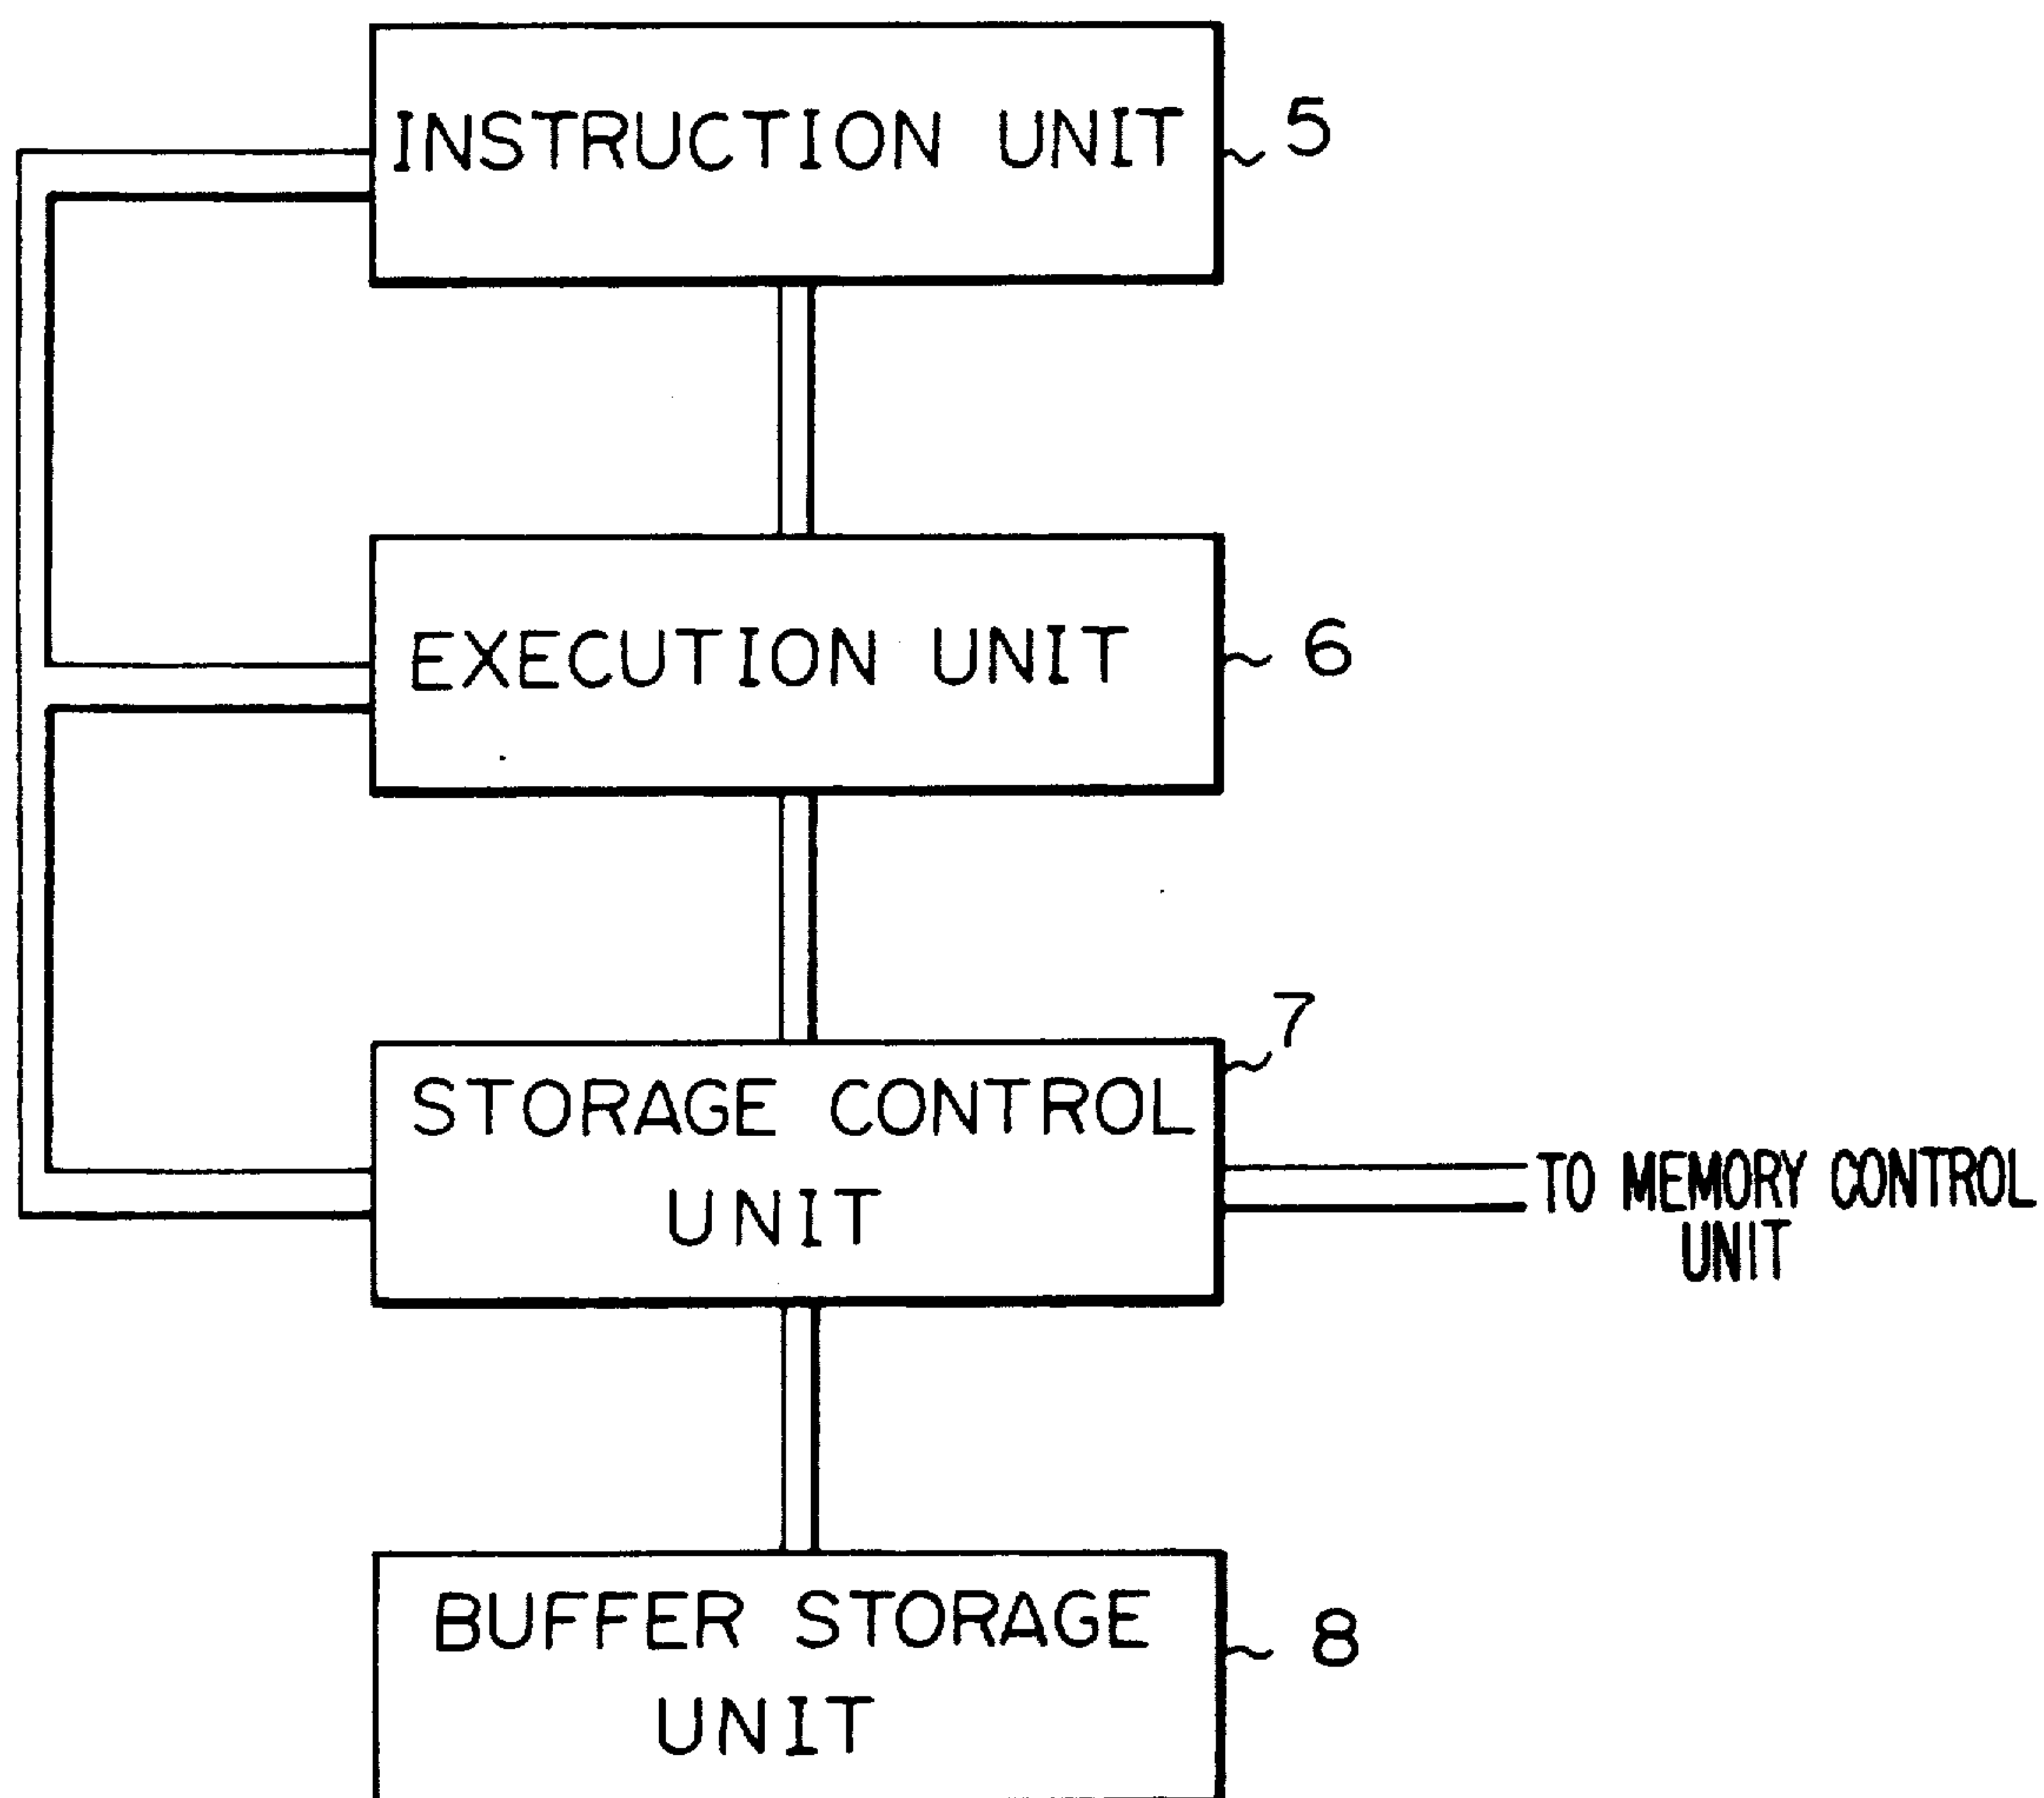 INSTRUCTION UNIT
5
EXECUTION UNIT
6
7
STORAGE CONTROL
UNIT
TO MEMORY CONTROL
UNIT
BUFFER STORAGE
UNIT
8